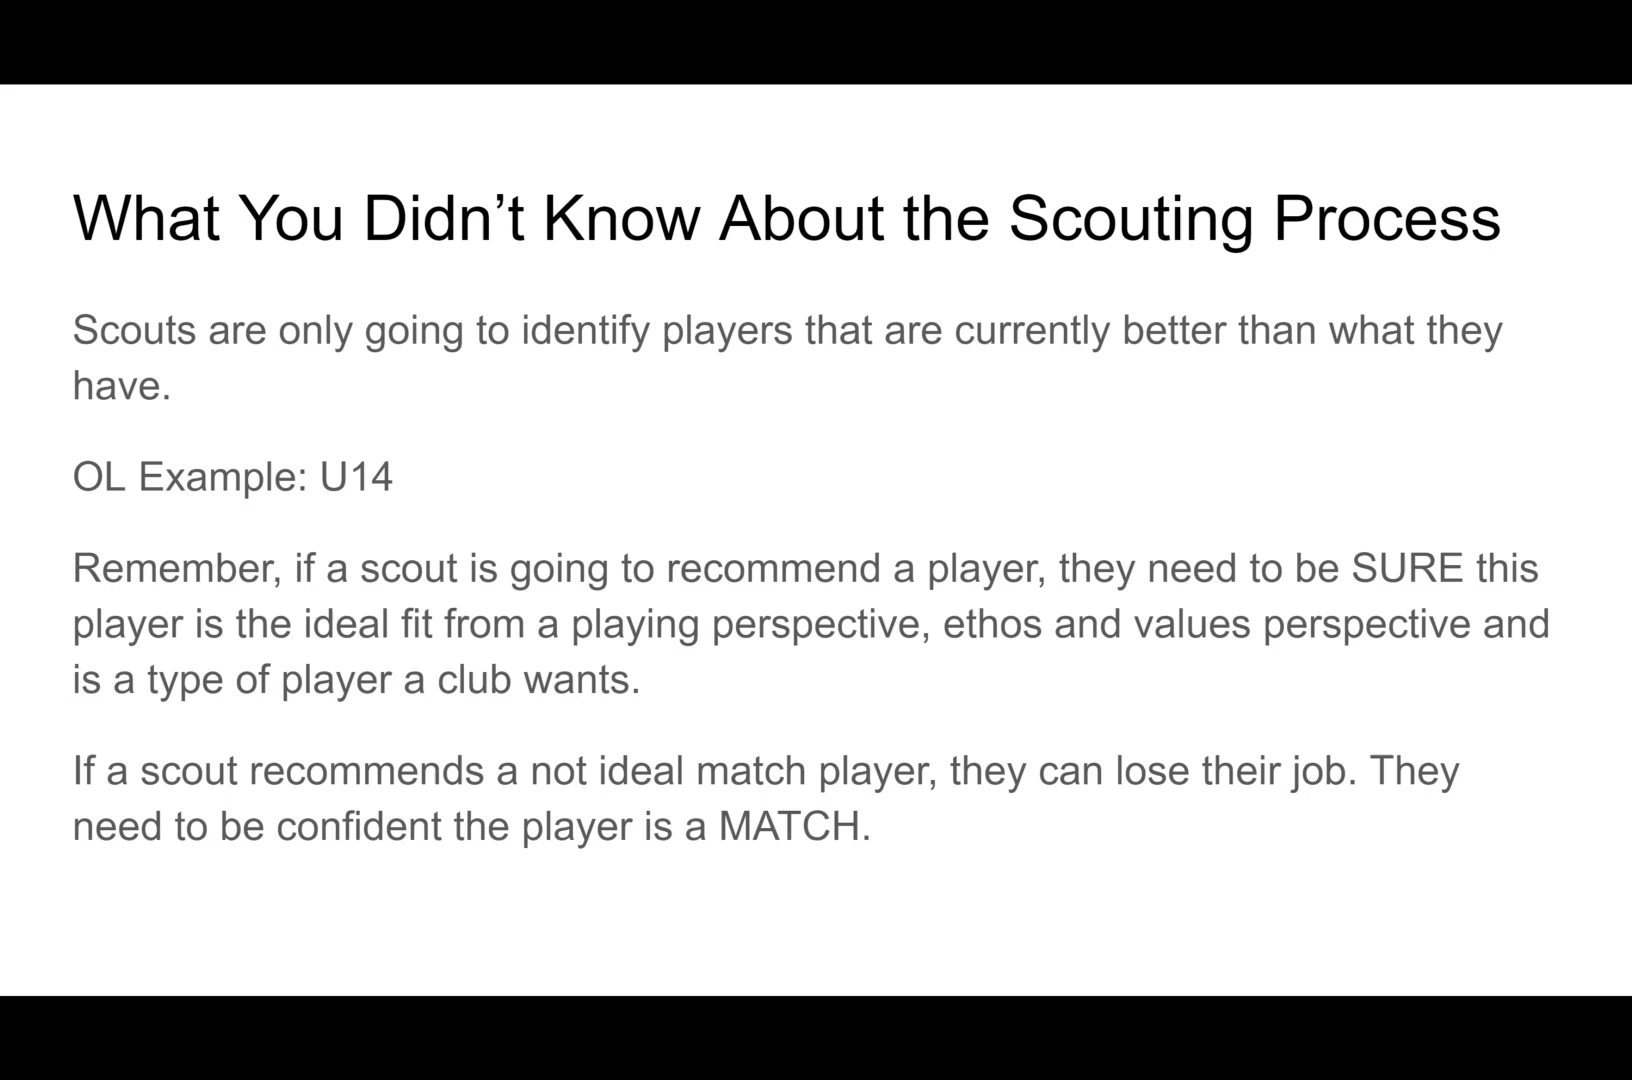 What You Didn’t Know About the Scouting Process
Scouts are only going to identify players that are currently better than what they
have.
OL Example: U14
Remember, if a scout is going to recommend a player, they need to be SURE this
player is the ideal fit from a playing perspective, ethos and values perspective and
is a type of player a club wants.
If a scout recommends a not ideal match player, they can lose their job. They
need to be confident the player is a MATCH.